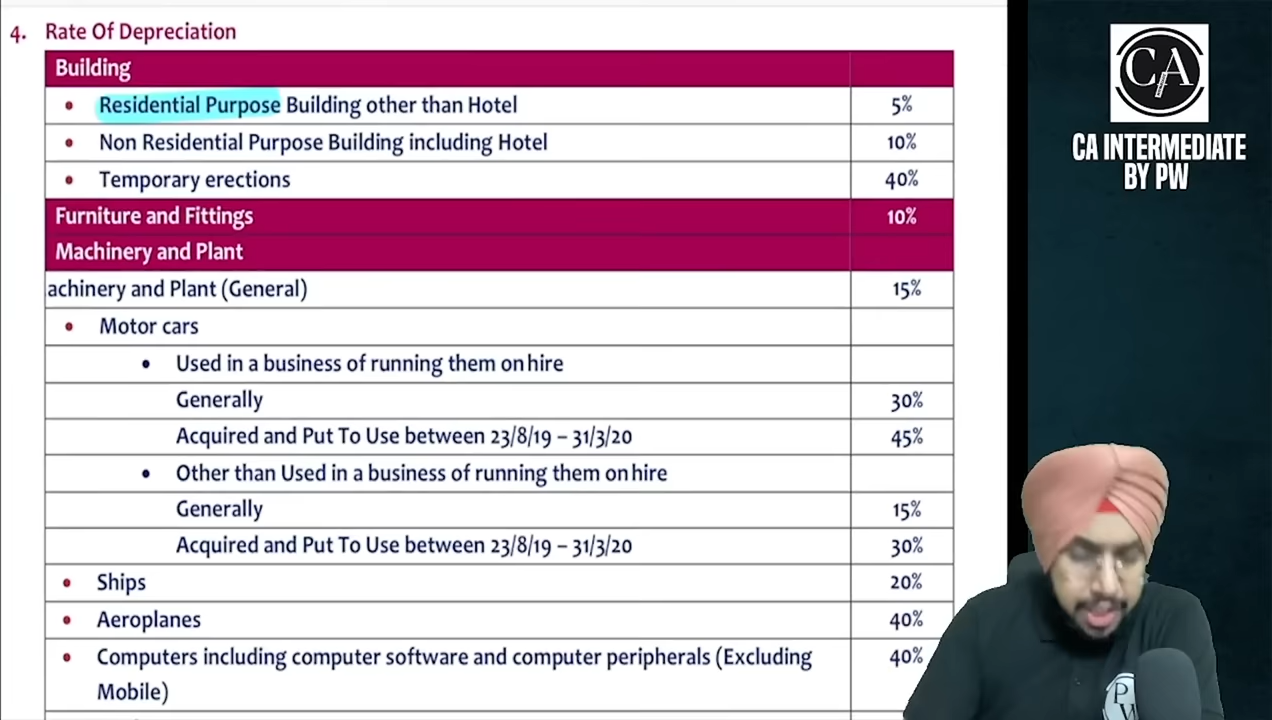 4. Rate Of Depreciation
Building
• Residential Purpose Building other than Hotel 5%
• Non Residential Purpose Building including Hotel 10%
• Temporary erections 40%
Furniture and Fittings 10%
Machinery and Plant
achinery and Plant (General) 15%
• Motor cars
• Used in a business of running them on hire
Generally 30%
Acquired and Put To Use between 23/8/19 – 31/3/20 45%
• Other than Used in a business of running them on hire
Generally 15%
Acquired and Put To Use between 23/8/19 – 31/3/20 30%
• Ships 20%
• Aeroplanes 40%
• Computers including computer software and computer peripherals (Excluding 40%
Mobile)
CA
CA INTERMEDIATE
BY PW
P
W